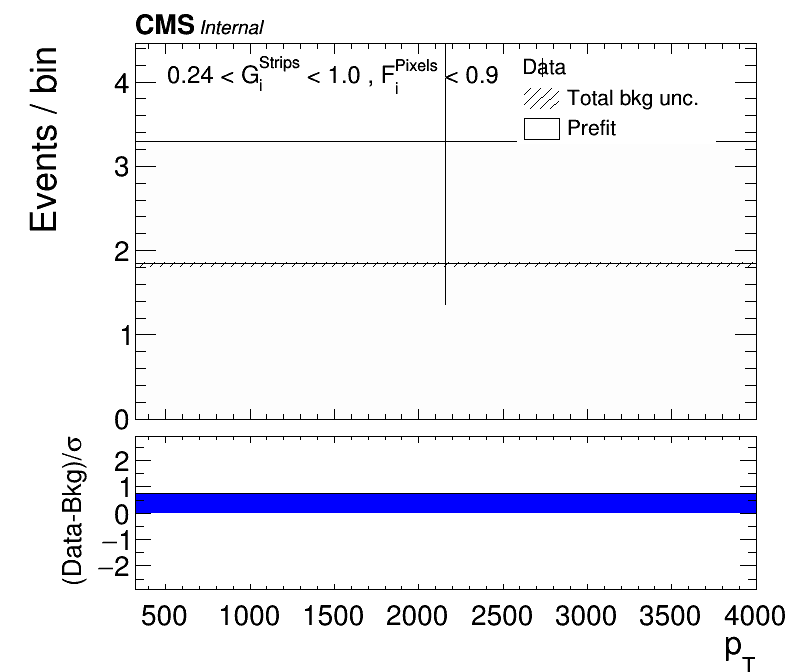 CMS Internal
Events / bin
0.24 < G_i^Strips < 1.0 , F_i^Pixels < 0.9
Data
Total bkg unc.
Prefit
4
3
2
1
0
(Data-Bkg)/σ
2
1
0
−1
−2
500 1000 1500 2000 2500 3000 3500 4000
p_T